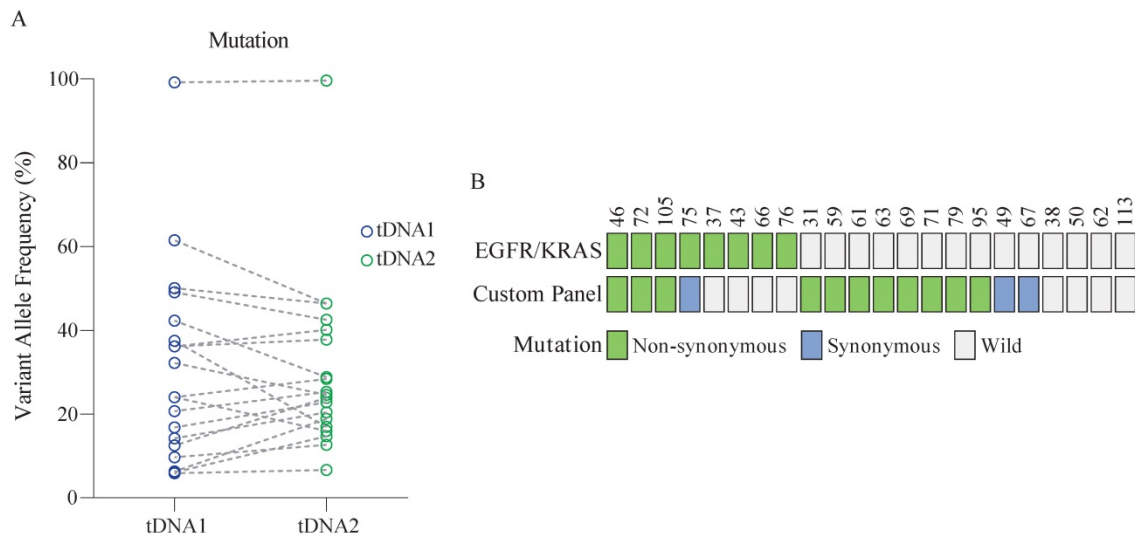 A
Mutation
100
80
60
40
20
0
Variant Allele Frequency (%)
tDNA1
tDNA2
tDNA1
tDNA2
B
46 72 105 75 37 43 66 76 31 59 61 63 69 71 79 95 49 67 38 50 62 113
EGFR/KRAS
Custom Panel
Mutation Non-synonymous Synonymous Wild